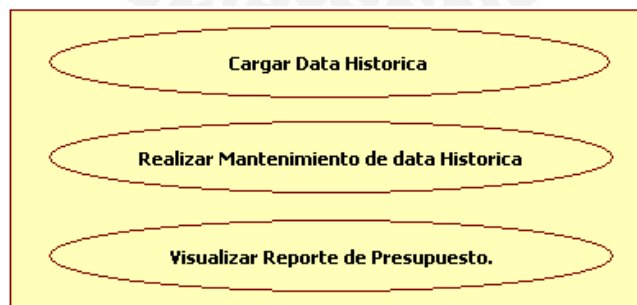 Cargar Data Historica
Realizar Mantenimiento de data Historica
Visualizar Reporte de Presupuesto.